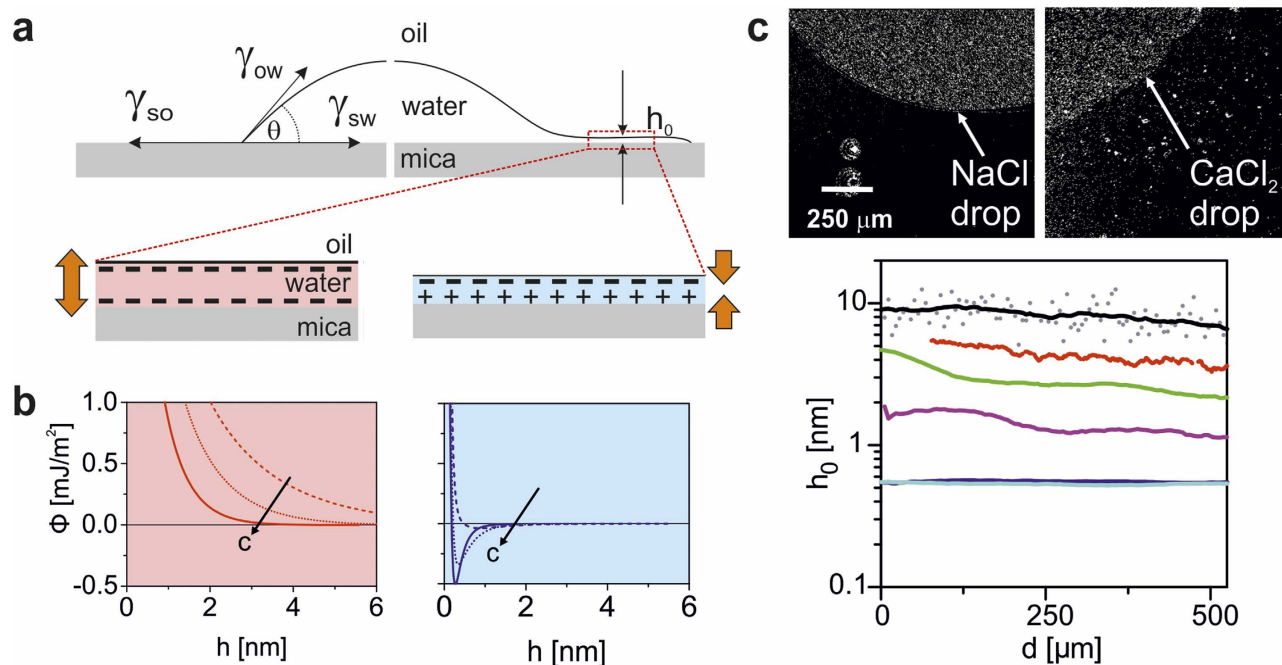 a
oil
γow
γso
γsw
θ
water
h0
mica
oil
water
mica
b
Φ [mJ/m²]
1.0
0.5
0.0
-0.5
c
0 2 4 6
h [nm]
c
0 2 4 6
h [nm]
c
250 μm
NaCl
drop
CaCl2
drop
h0 [nm]
10
1
0.1
0 250 500
d [μm]